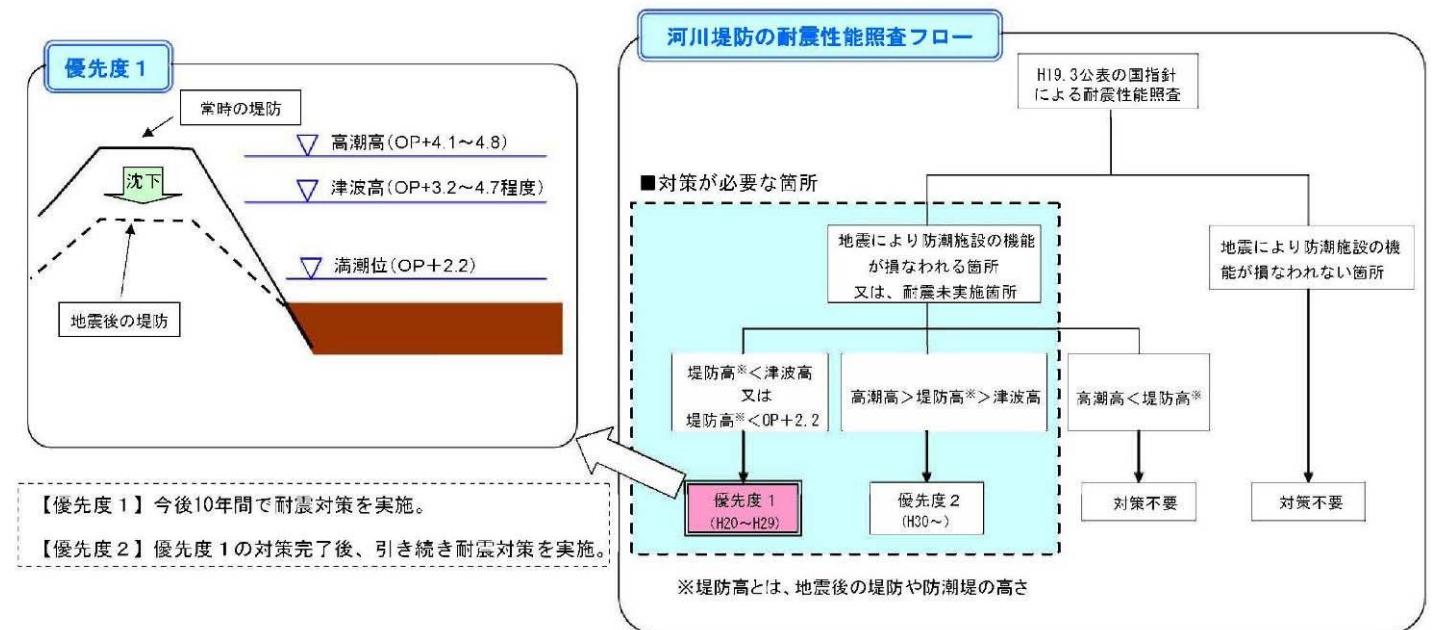 優先度１
常時の堤防
沈下
地震後の堤防
高潮高(OP+4.1～4.8)
津波高(OP+3.2～4.7程度)
満潮位(OP＋2.2)
【優先度１】今後10年間で耐震対策を実施。
【優先度２】優先度１の対策完了後、引き続き耐震対策を実施。
河川堤防の耐震性能照査フロー
H19.3公表の国指針
による耐震性能照査
■対策が必要な箇所
地震により防潮施設の機能
が損なわれる箇所
又は、耐震未実施箇所
地震により防潮施設の機
能が損なわれない箇所
堤防高※＜津波高
又は
堤防高※＜OP＋2.2
高潮高＞堤防高※＞津波高
高潮高＜堤防高※
優先度１
(H20～H29)
優先度２
(H30～)
対策不要
対策不要
※堤防高とは、地震後の堤防や防潮堤の高さ